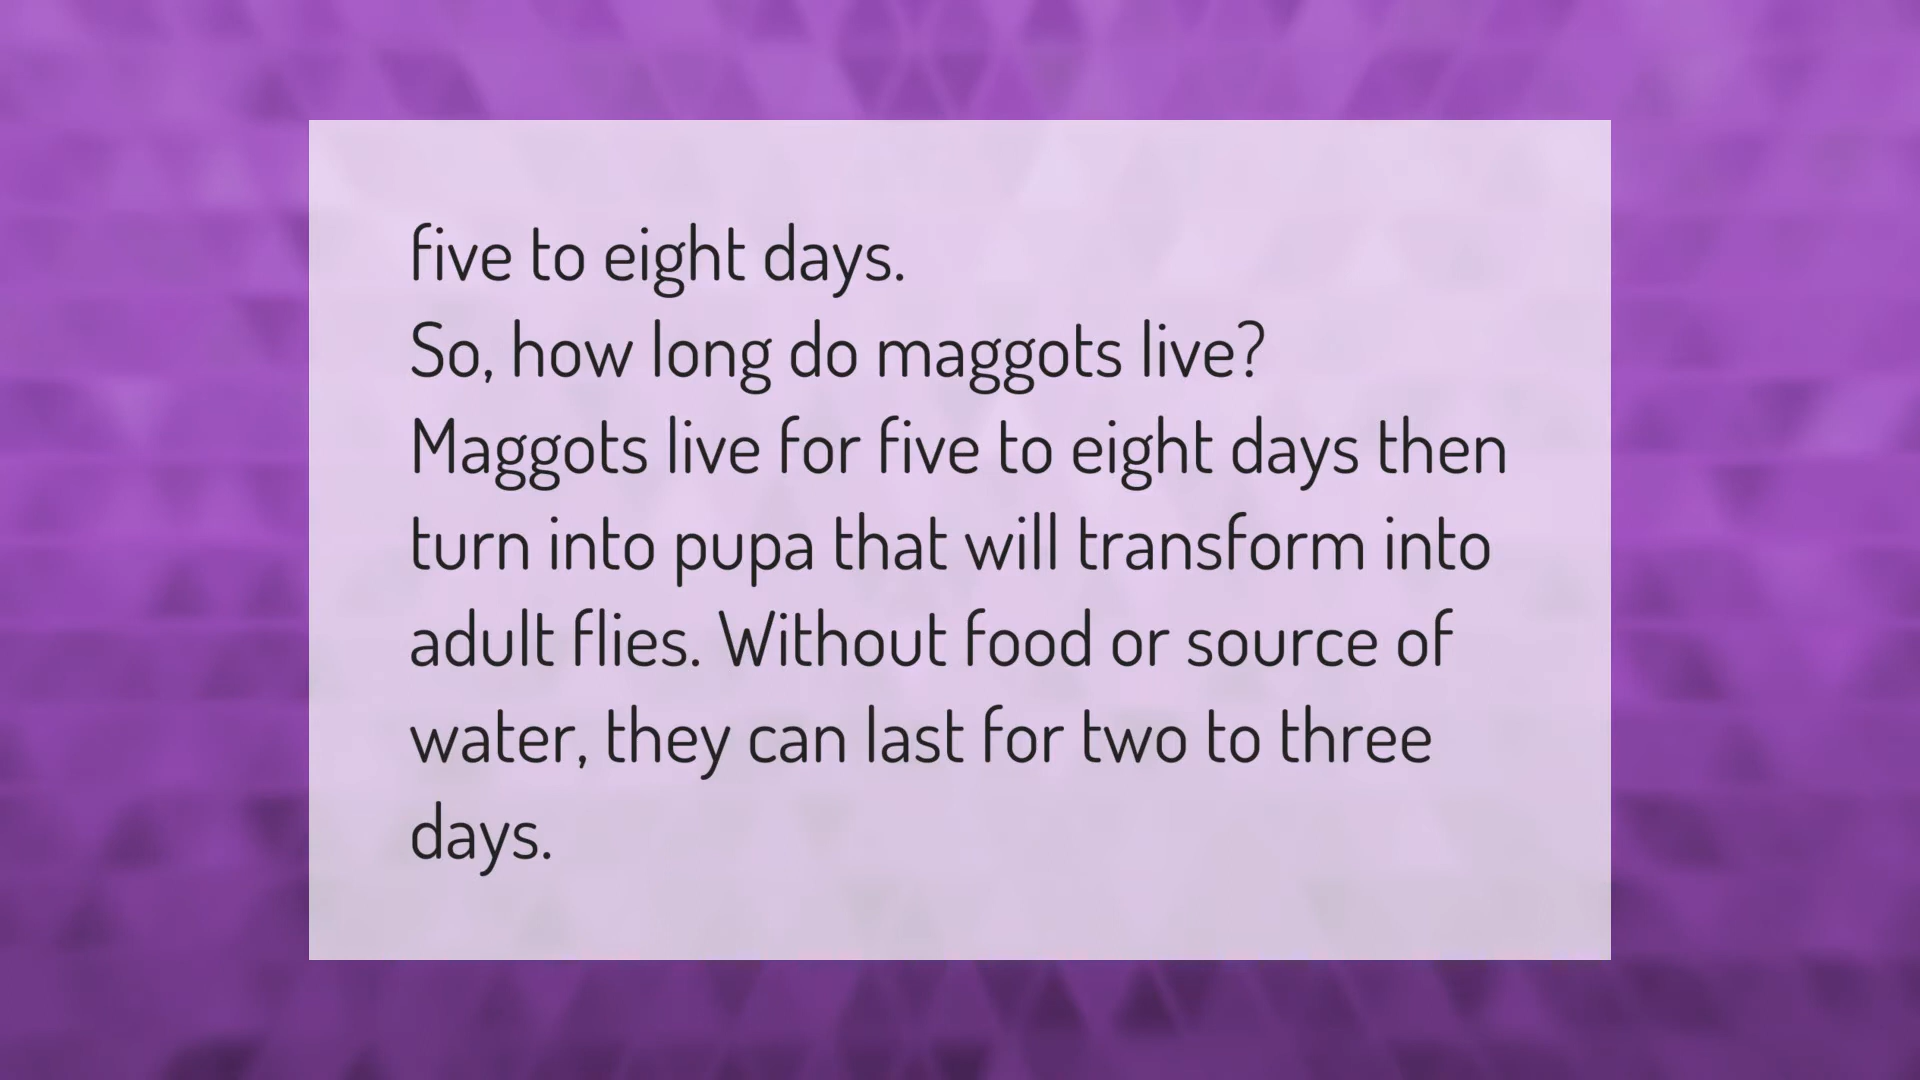 five to eight days.
So, how long do maggots live?
Maggots live for five to eight days then
turn into pupa that will transform into
adult flies. Without food or source of
water, they can last for two to three
days.